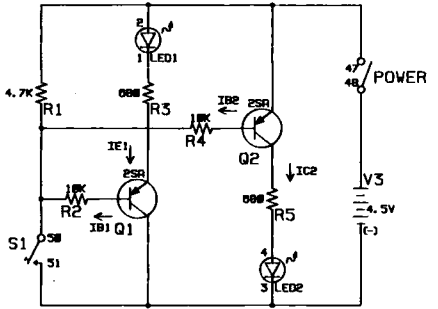 2
1 LED1
47
48
POWER
4.7K
R1
680
R3
IB2
2SA
10K
R4
Q2
IE1
2SA
IC2
V3
10K
R2
IB1
Q1
680
R5
4.5V
(-)
S1
50
51
4
3
LED2